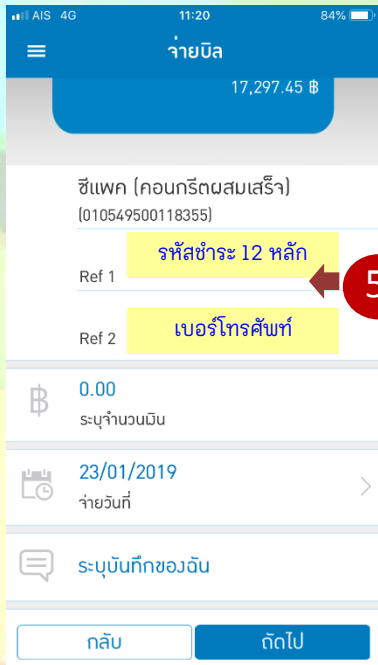 AIS 4G 11:20 84%
จ่ายบิล
17,297.45 ฿
ซีแพค (คอนกรีตผสมเสร็จ)
(010549500118355)
รหัสชำระ 12 หลัก
Ref 1
5
เบอร์โทรศัพท์
Ref 2
฿ 0.00
ระบุจำนวนเงิน
23/01/2019
จ่ายวันที่
ระบุบันทึกของฉัน
กลับ ถัดไป